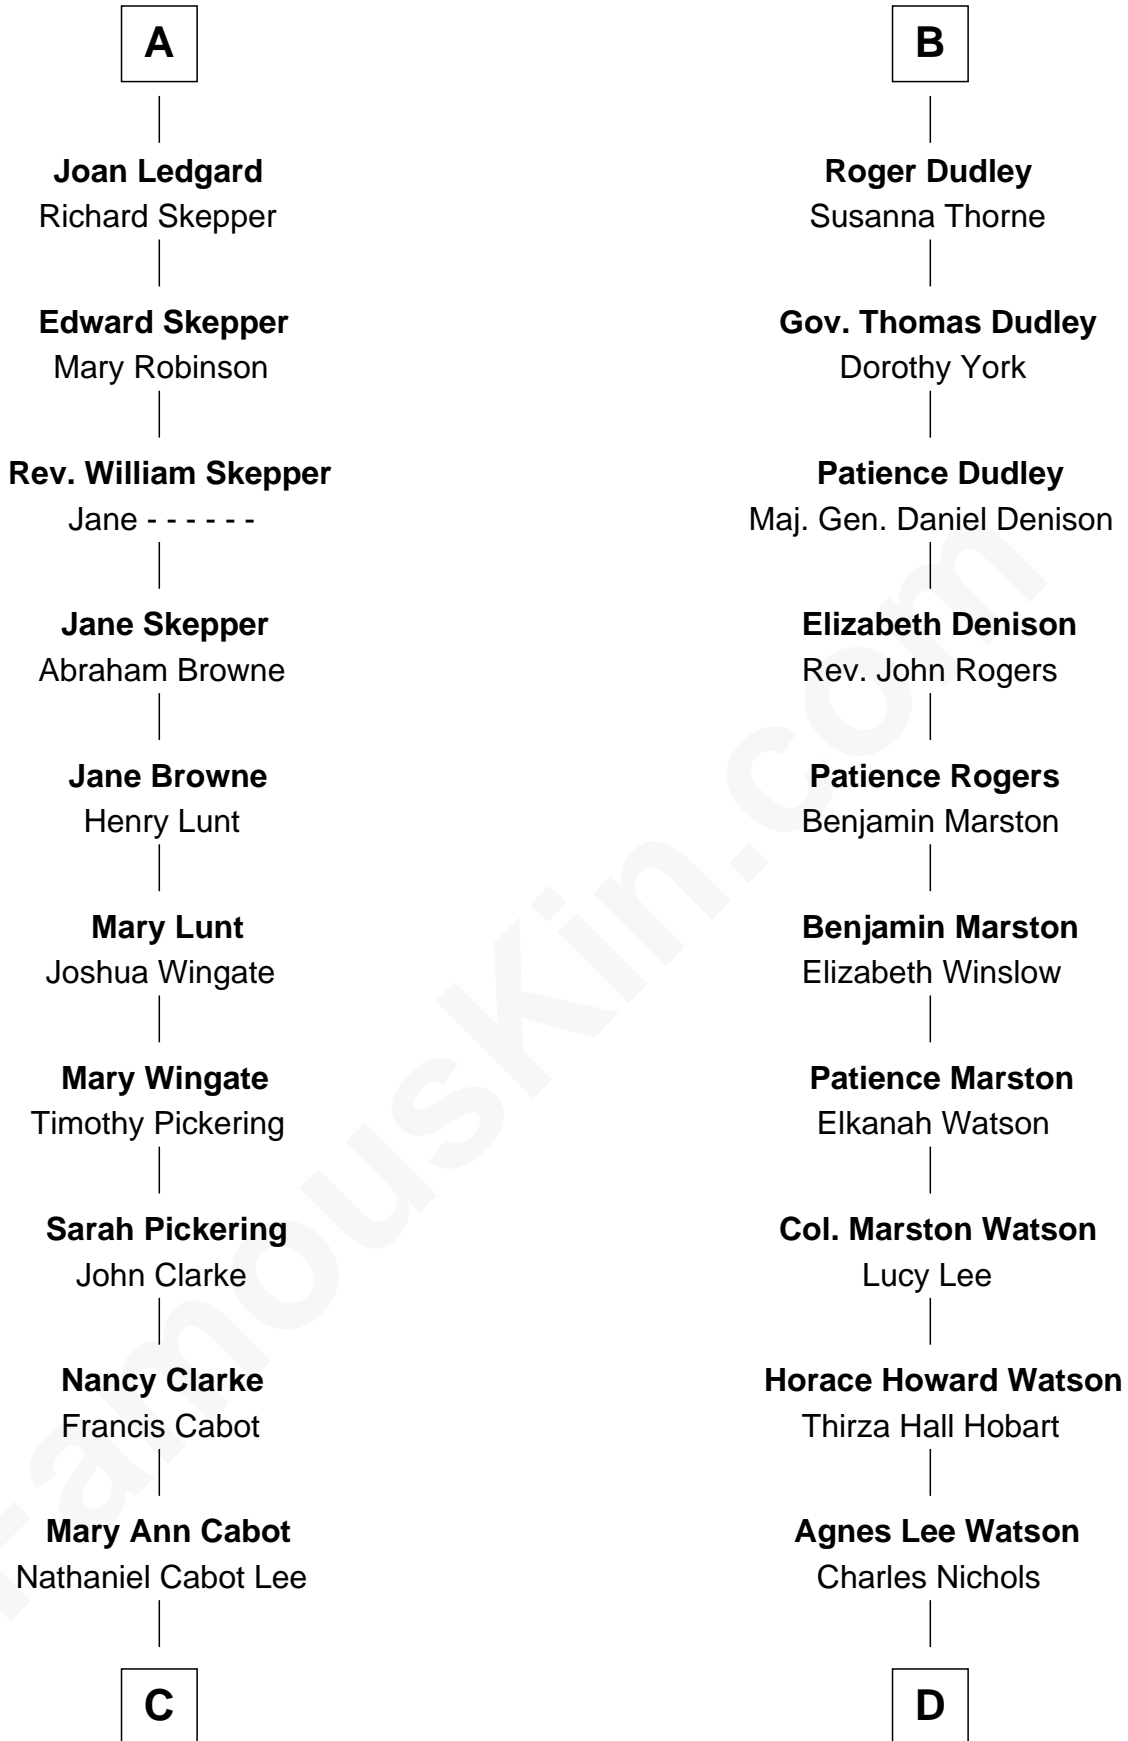 A
Joan Ledgard
Richard Skepper
Edward Skepper
Mary Robinson
Rev. William Skepper
Jane - - - - - -
Jane Skepper
Abraham Browne
Jane Browne
Henry Lunt
Mary Lunt
Joshua Wingate
Mary Wingate
Timothy Pickering
Sarah Pickering
John Clarke
Nancy Clarke
Francis Cabot
Mary Ann Cabot
Nathaniel Cabot Lee
C
B
Roger Dudley
Susanna Thorne
Gov. Thomas Dudley
Dorothy York
Patience Dudley
Maj. Gen. Daniel Denison
Elizabeth Denison
Rev. John Rogers
Patience Rogers
Benjamin Marston
Benjamin Marston
Elizabeth Winslow
Patience Marston
Elkanah Watson
Col. Marston Watson
Lucy Lee
Horace Howard Watson
Thirza Hall Hobart
Agnes Lee Watson
Charles Nichols
D
FamousKin.com